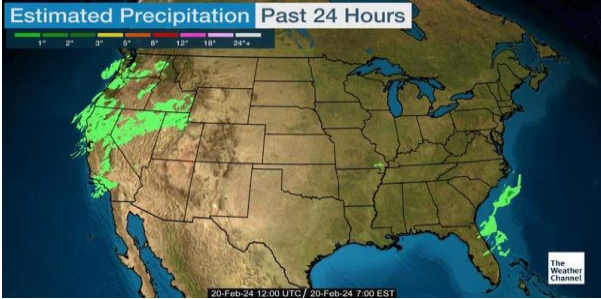 Estimated Precipitation Past 24 Hours
1" 2" 3" 5" 8" 12" 18" 24"+
The
Weather
Channel
20-Feb-24 12:00 UTC / 20-Feb-24 7:00 EST